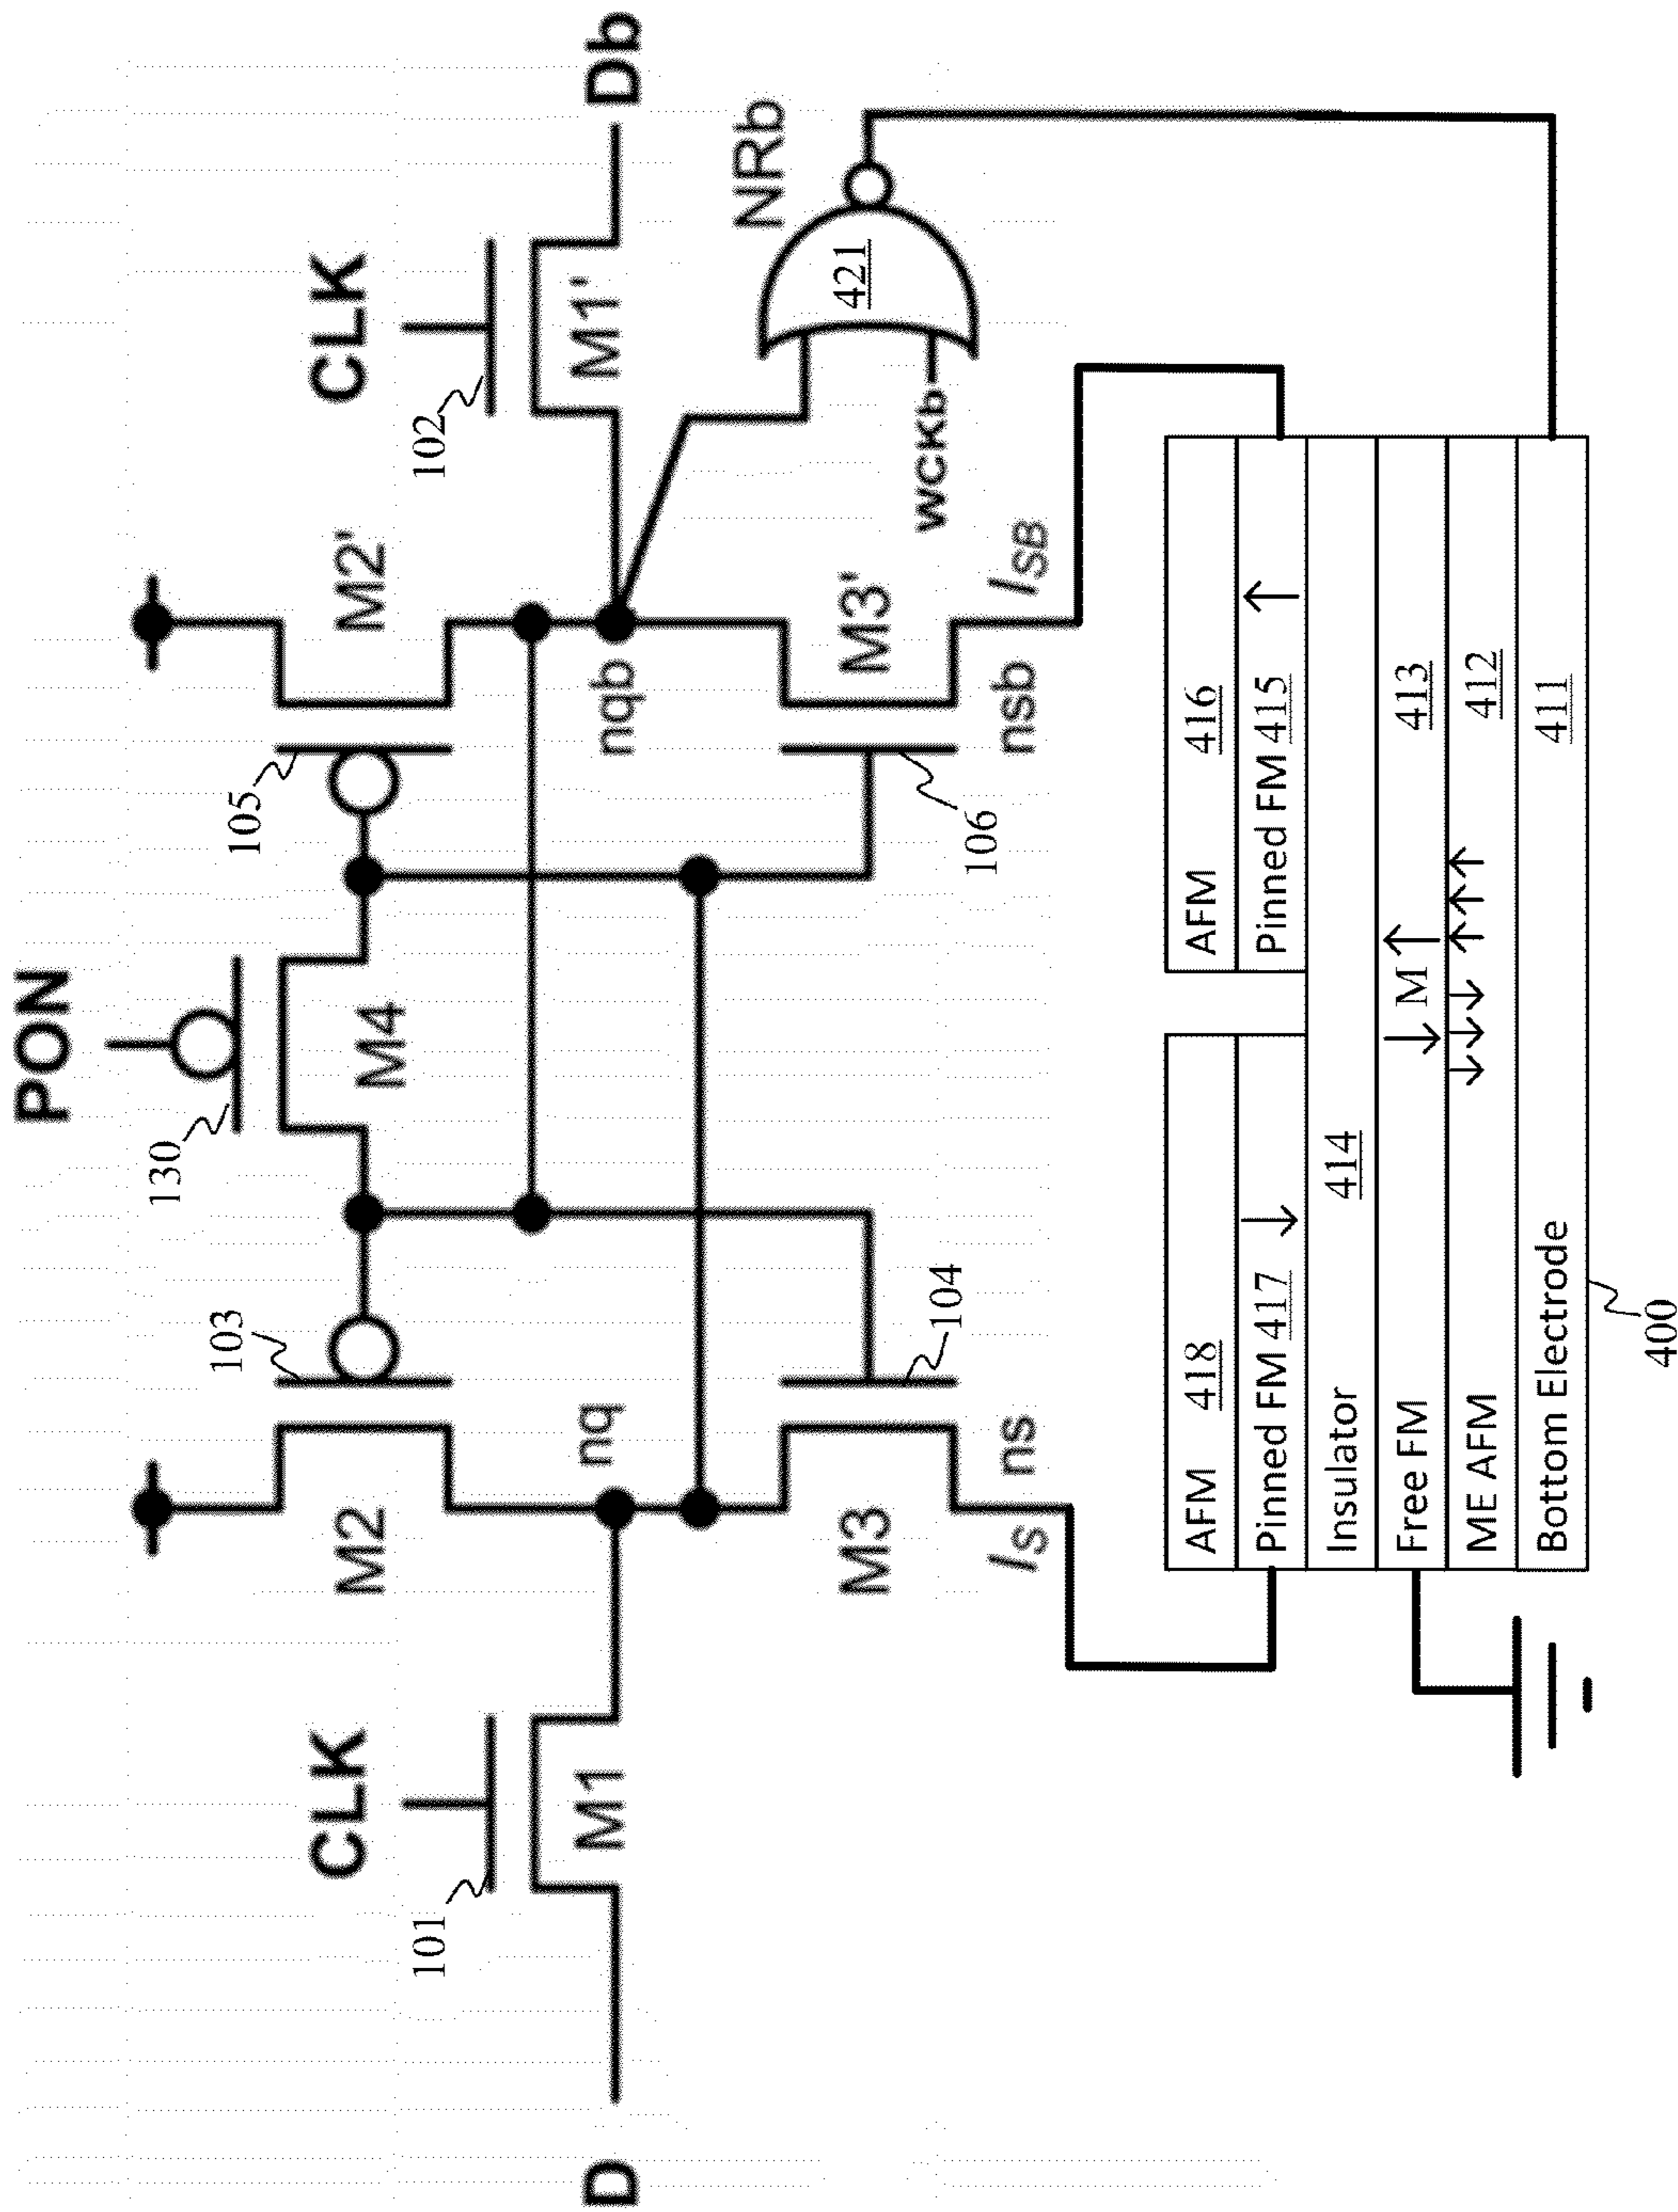 PON
130
M4
CLK
101
M1
D
M2
103
nq
M3
104
I_S
ns
CLK
102
M1'
Db
105
M2'
nqb
M3'
106
nsb
I_SB
NRb
421
WCKb
AFM 418
Pinned FM 417
AFM 416
Pinned FM 415
Insulator 414
Free FM M 413
ME AFM 412
Bottom Electrode 411
400